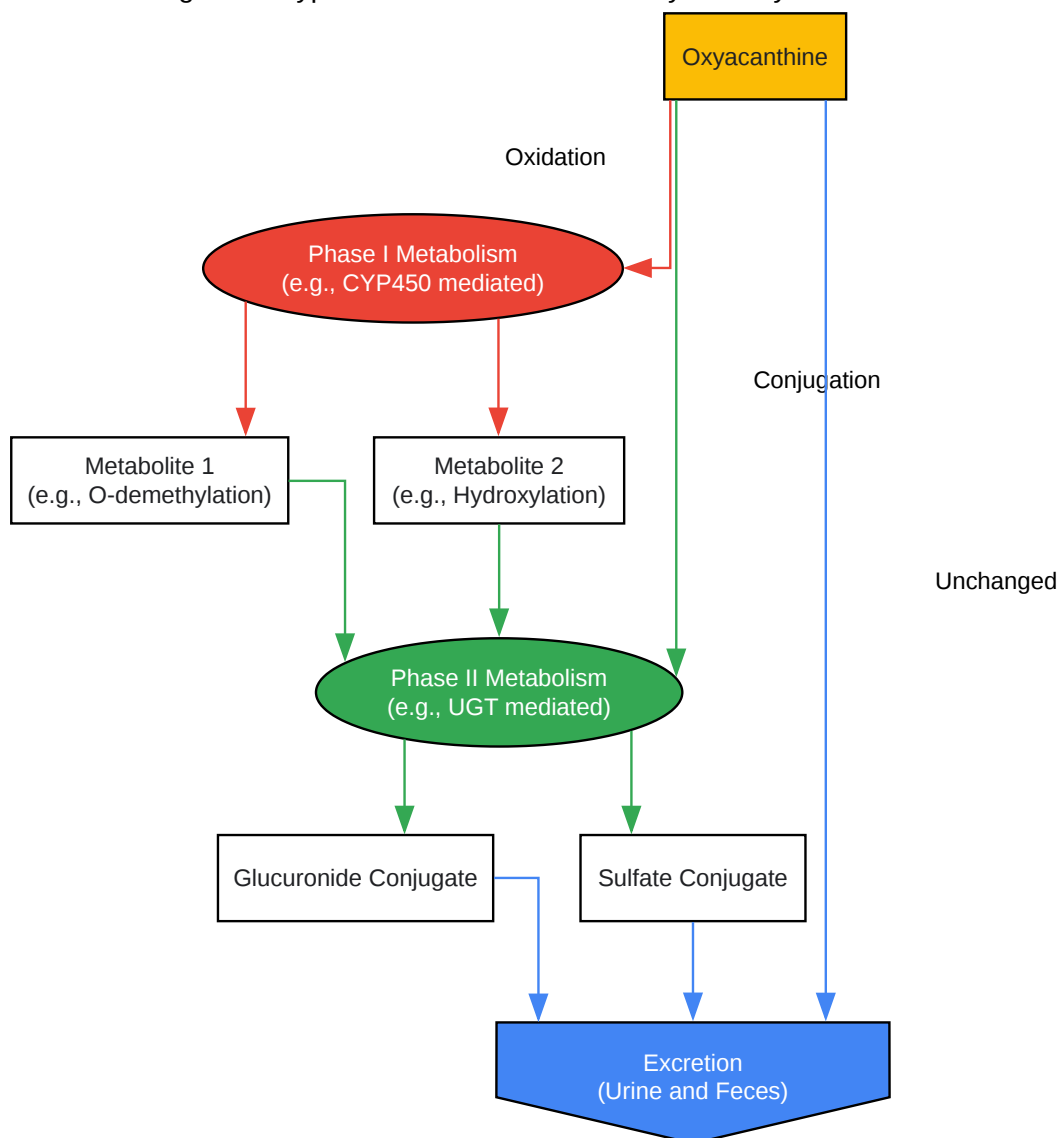 Oxyacanthine
Oxidation
Phase I Metabolism
(e.g., CYP450 mediated)
Conjugation
Metabolite 1
(e.g., O-demethylation)
Metabolite 2
(e.g., Hydroxylation)
Unchanged
Phase II Metabolism
(e.g., UGT mediated)
Glucuronide Conjugate
Sulfate Conjugate
Excretion
(Urine and Feces)